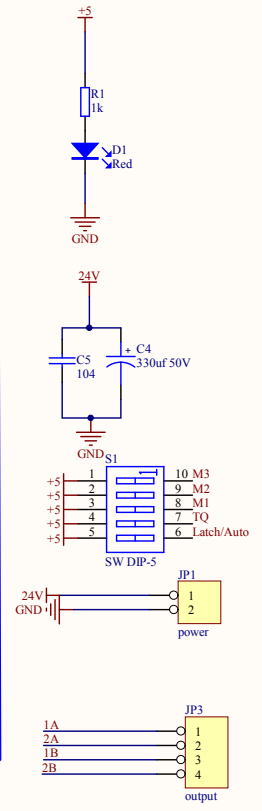 +5
R1
1k
D1
Red
GND
24V
C5
104
+ C4
330uf 50V
GND
S1
1
+5 1 10 M3
+5 2 9 M2
+5 3 8 M1
+5 4 7 TQ
+5 5 6 Latch/Auto
SW DIP-5
JP1
24V 1
GND 2
power
JP3
1A 1
2A 2
1B 3
2B 4
output